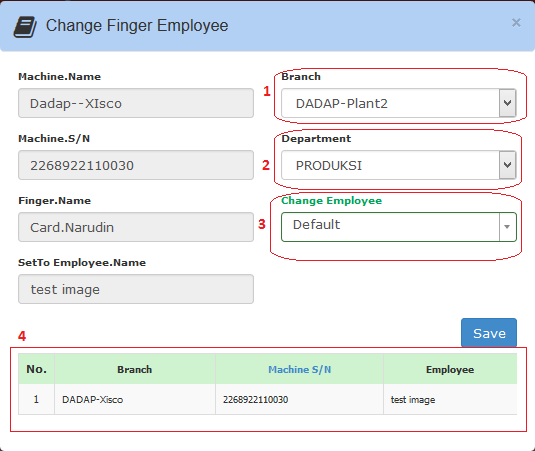 Change Finger Employee ×
Machine.Name
Dadap--XIsco
Machine.S/N
2268922110030
Finger.Name
Card.Narudin
SetTo Employee.Name
test image
1 Branch
DADAP-Plant2
Department
2 PRODUKSI
Change Employee
3 Default
Save
4
No. Branch Machine S/N Employee
1 DADAP-Xisco 2268922110030 test image